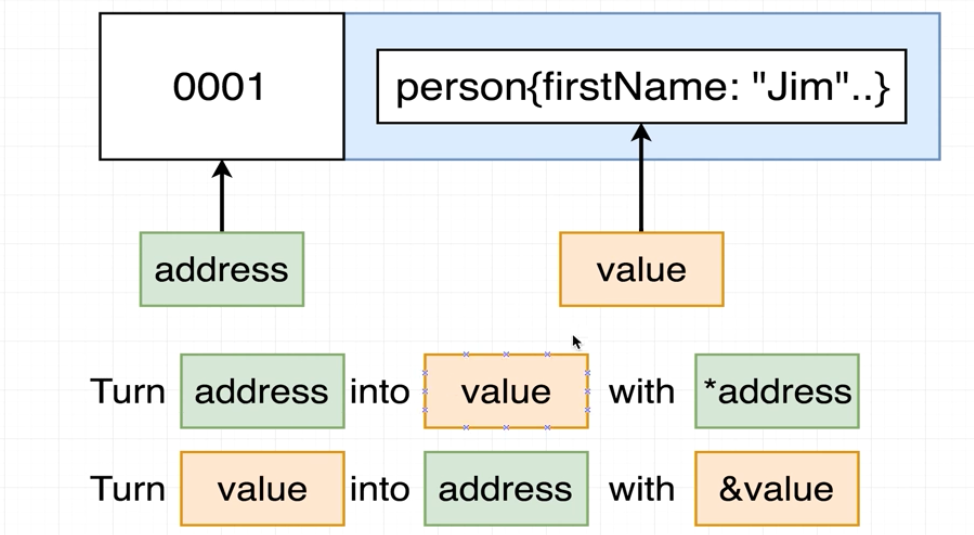 0001 person{firstName: "Jim"..}
address value
Turn address into value with *address
Turn value into address with &value